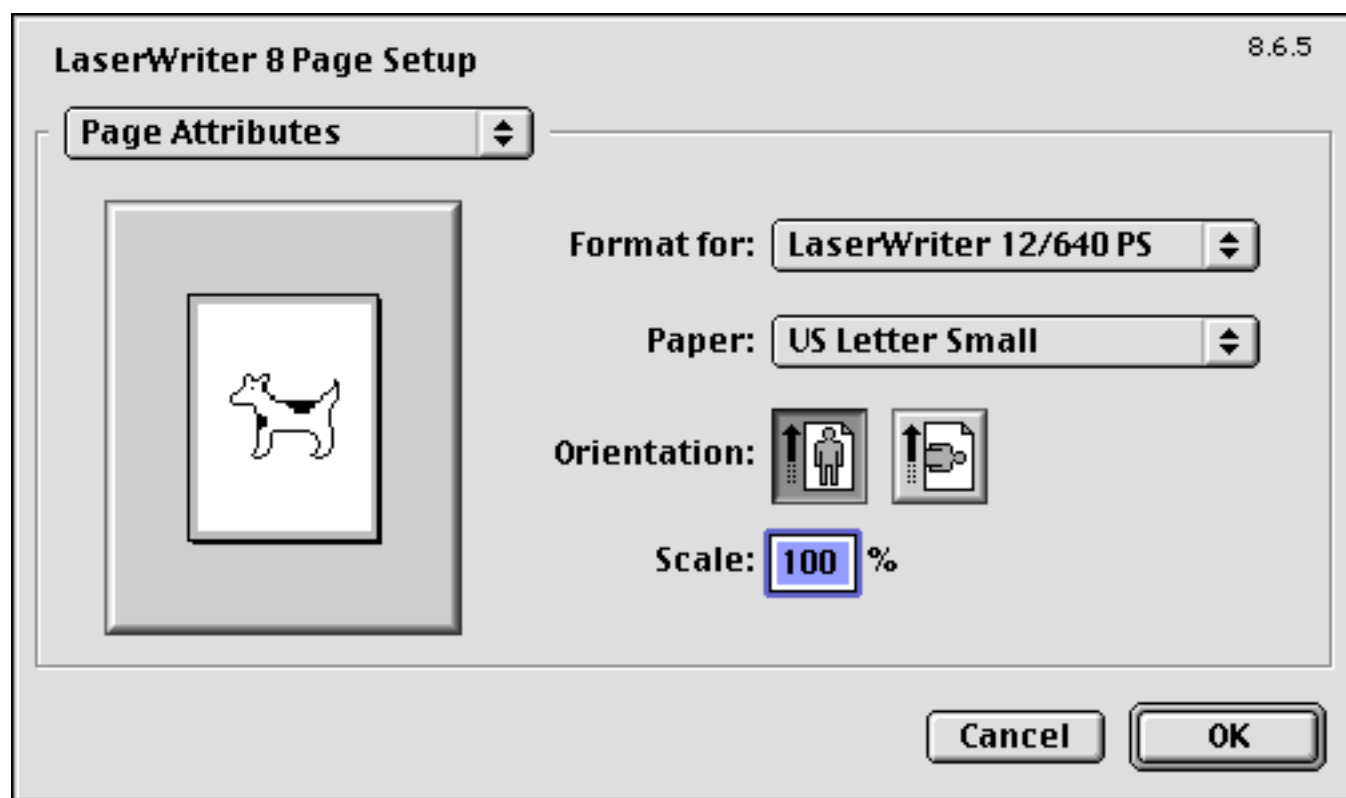 LaserWriter 8 Page Setup
8.6.5
Page Attributes
Format for: LaserWriter 12/640 PS
Paper: US Letter Small
Orientation:
Scale: 100 %
Cancel OK